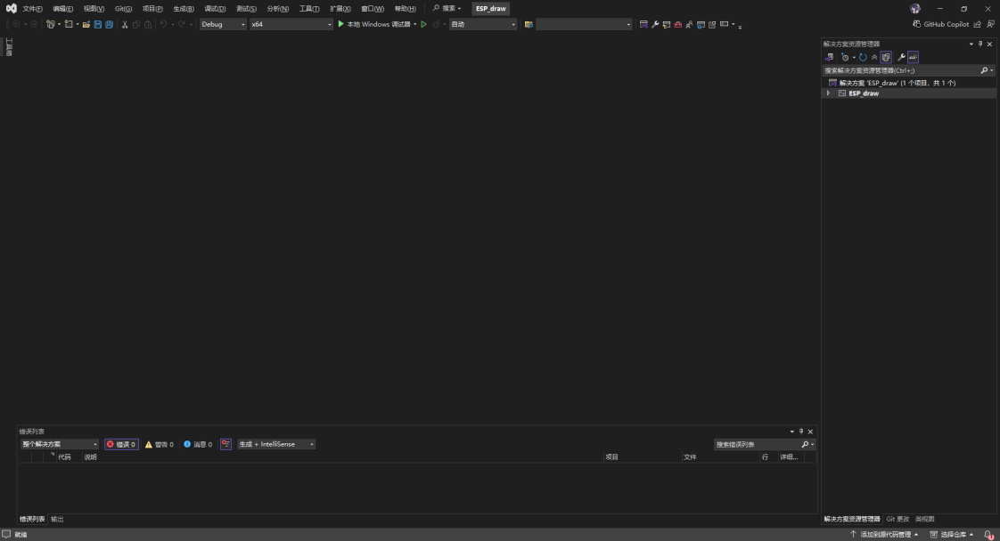 文件(F) 编辑(E) 视图(V) Git(G) 项目(P) 生成(B) 调试(D) 测试(S) 分析(N) 工具(T) 扩展(X) 窗口(W) 帮助(H) 搜索 ESP_draw
Debug x64 本地 Windows 调试器 自动 GitHub Copilot
工具箱
解决方案资源管理器
搜索解决方案资源管理器(Ctrl+;)
解决方案 'ESP_draw' (1 个项目，共 1 个)
ESP_draw
错误列表
整个解决方案 错误 0 警告 0 消息 0 生成 + IntelliSense 搜索错误列表
代码 说明 项目 文件 行 详细...
错误列表 输出
解决方案资源管理器 Git 更改 类视图
就绪 添加到源代码管理 选择仓库